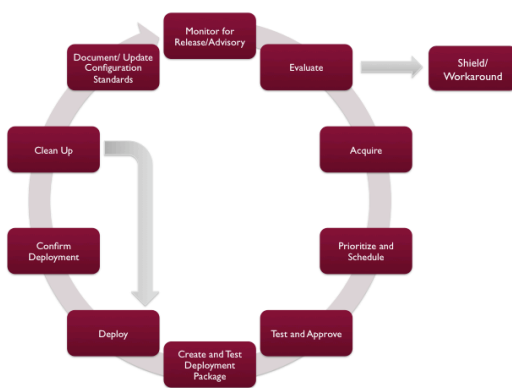 Monitor for
Release/Advisory
Evaluate
Shield/
Workaround
Acquire
Prioritize and
Schedule
Test and Approve
Create and Test
Deployment
Package
Deploy
Confirm
Deployment
Clean Up
Document/ Update
Configuration
Standards